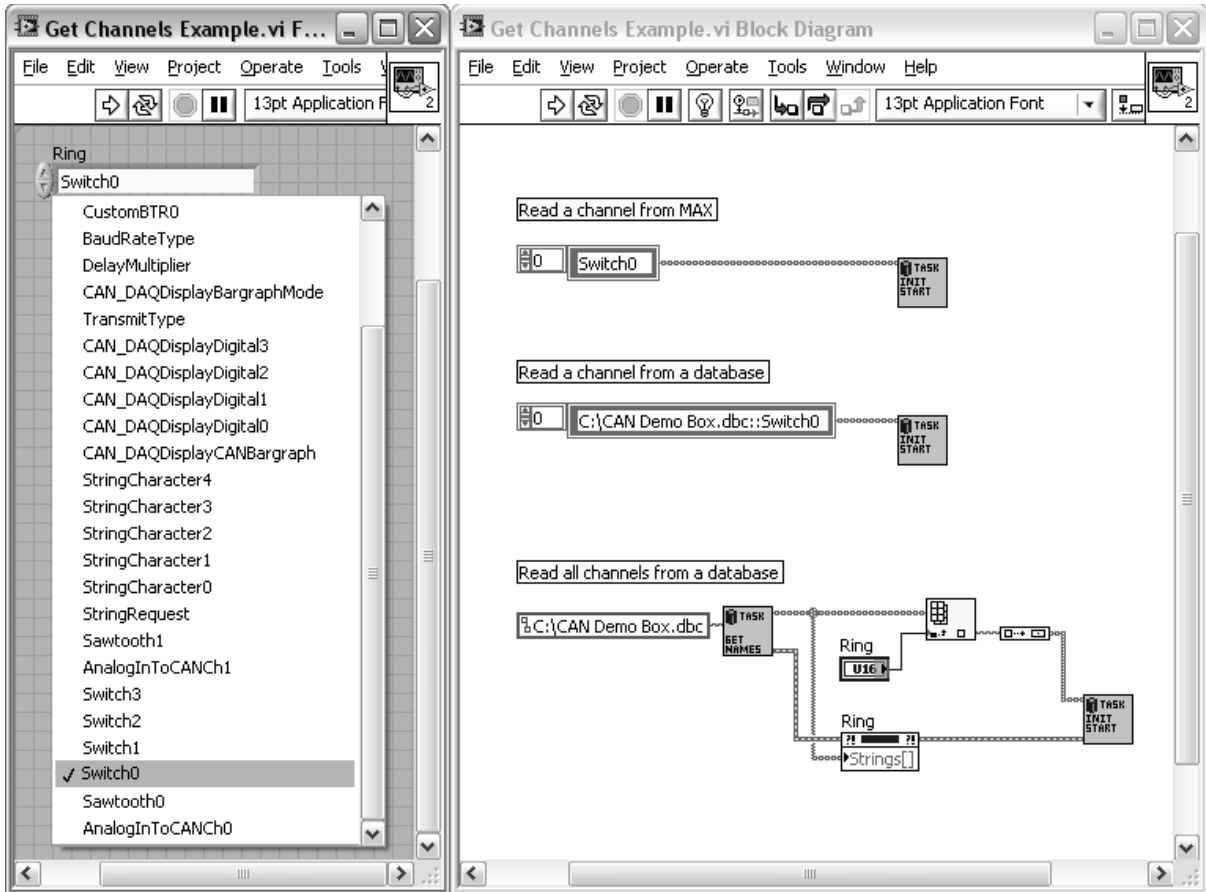 Get Channels Example.vi F...
File Edit View Project Operate Tools
13pt Application F
2
Ring
Switch0
CustomBTR0
BaudRateType
DelayMultiplier
CAN_DAQDisplayBargraphMode
TransmitType
CAN_DAQDisplayDigital3
CAN_DAQDisplayDigital2
CAN_DAQDisplayDigital1
CAN_DAQDisplayDigital0
CAN_DAQDisplayCANBargraph
StringCharacter4
StringCharacter3
StringCharacter2
StringCharacter1
StringCharacter0
StringRequest
Sawtooth1
AnalogInToCANCh1
Switch3
Switch2
Switch1
Switch0
Sawtooth0
AnalogInToCANCh0
Get Channels Example.vi Block Diagram
File Edit View Project Operate Tools Window Help
13pt Application Font
2
Read a channel from MAX
0 Switch0
TASK
INIT
START
Read a channel from a database
0 C:\CAN Demo Box.dbc::Switch0
TASK
INIT
START
Read all channels from a database
C:\CAN Demo Box.dbc
TASK
GET
NAMES
Ring
U16
Ring
?! ?!
Strings[]
TASK
INIT
START